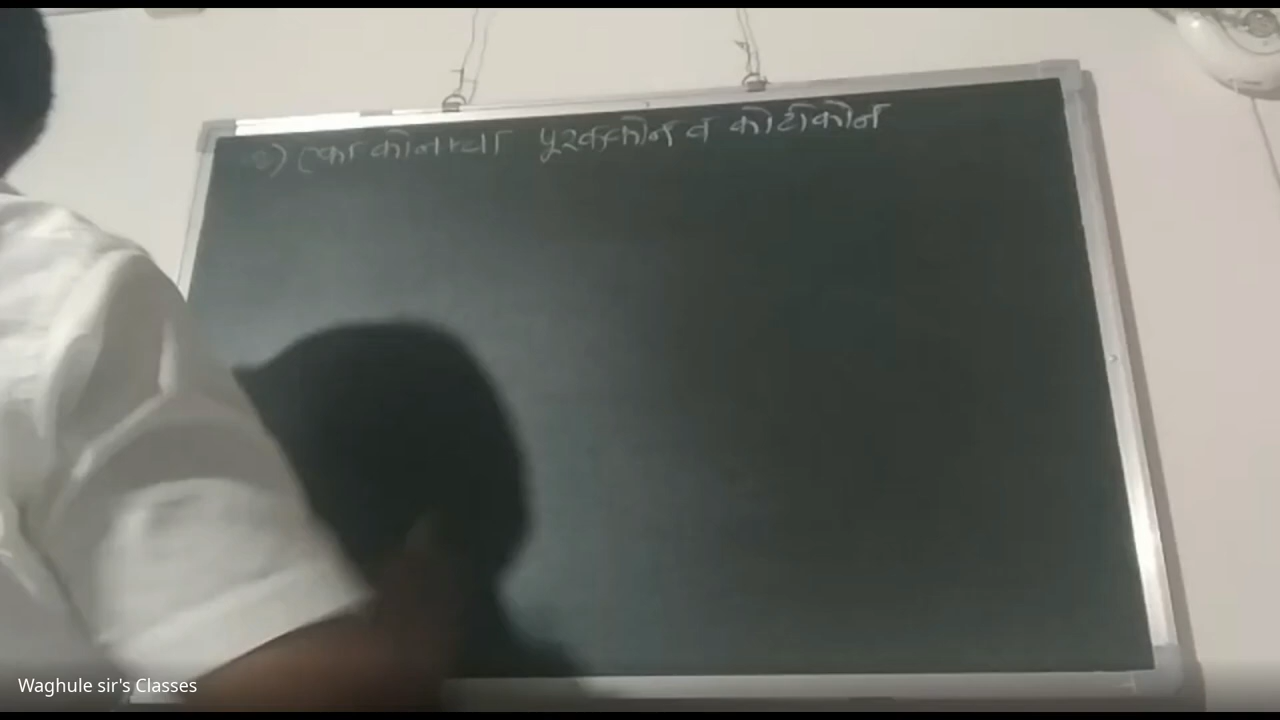 एका कोनाच्या पूरककोन व कोटीकोन
Waghule sir's Classes